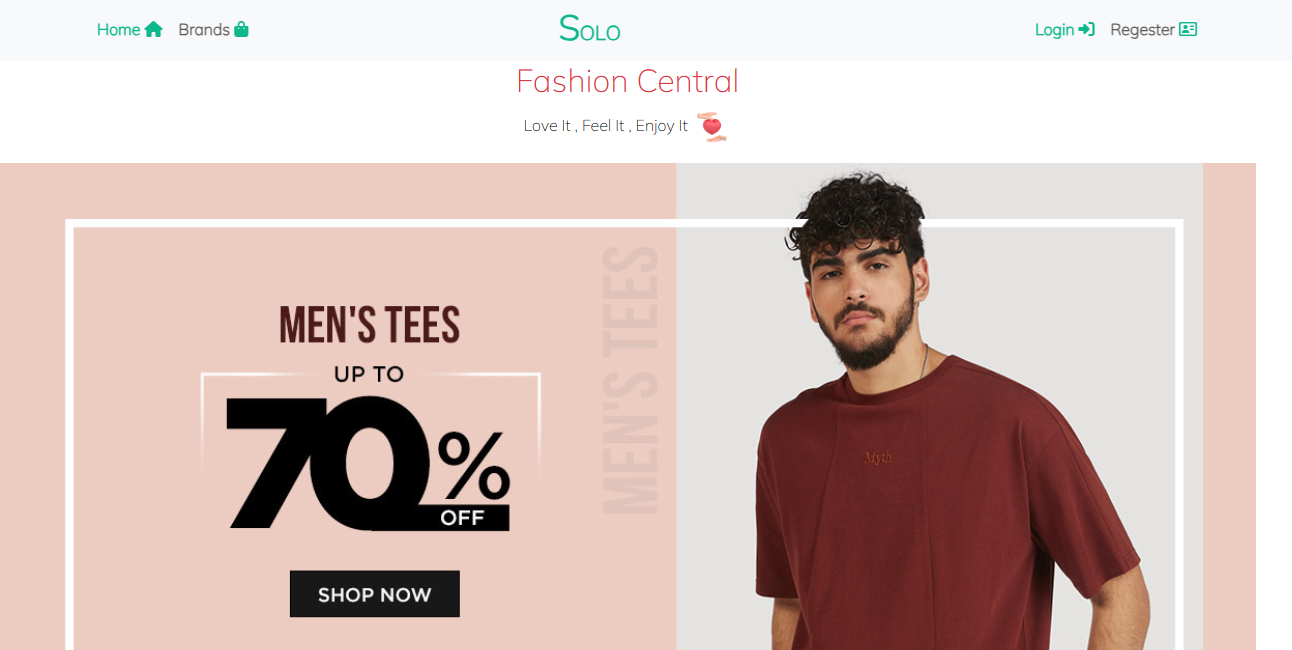 Home Brands SOLO Login Regester
Fashion Central
Love It , Feel It , Enjoy It
MEN'S TEES
MEN'S TEES
UP TO
70%
OFF
SHOP NOW
Myth